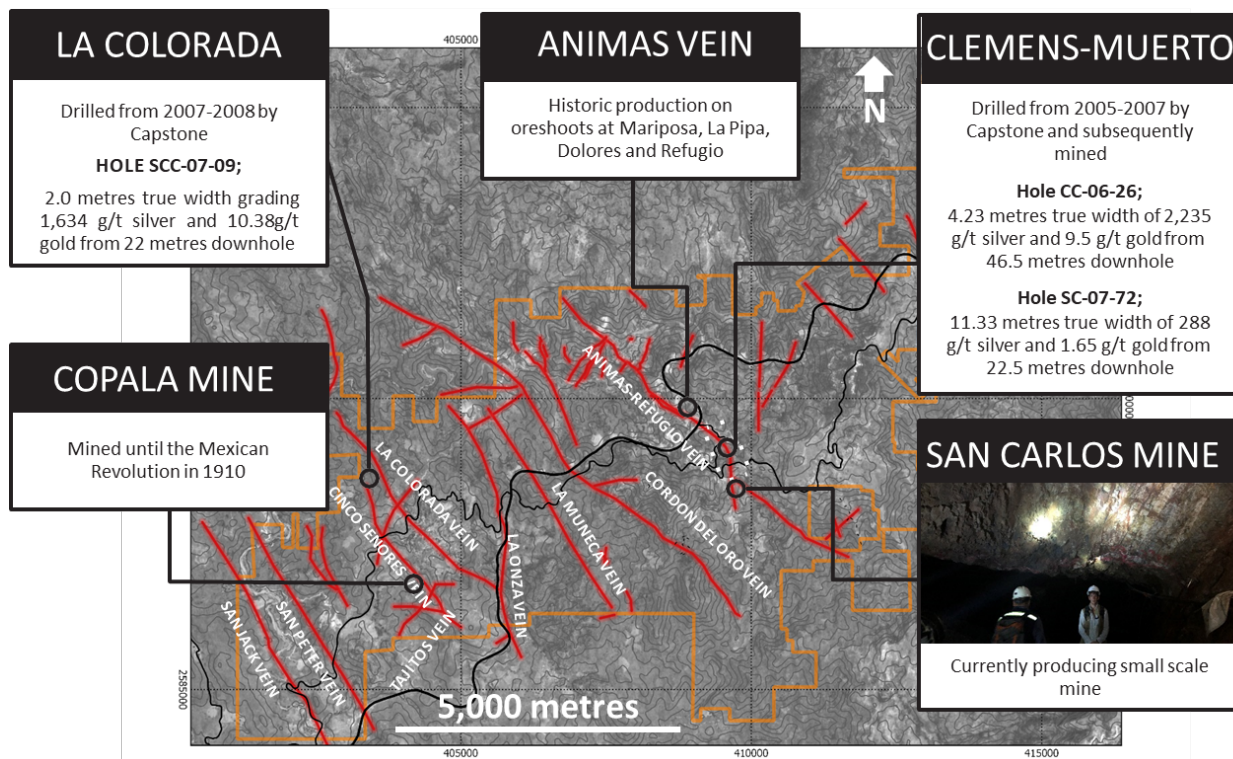 LA COLORADA
Drilled from 2007-2008 by
Capstone
HOLE SCC-07-09;
2.0 metres true width grading
1,634 g/t silver and 10.38g/t
gold from 22 metres downhole
ANIMAS VEIN
Historic production on
oreshoots at Mariposa, La Pipa,
Dolores and Refugio
CLEMENS-MUERTO
Drilled from 2005-2007 by
Capstone and subsequently
mined
Hole CC-06-26;
4.23 metres true width of 2,235
g/t silver and 9.5 g/t gold from
46.5 metres downhole
Hole SC-07-72;
11.33 metres true width of 288
g/t silver and 1.65 g/t gold from
22.5 metres downhole
COPALA MINE
Mined until the Mexican
Revolution in 1910
SAN CARLOS MINE
Currently producing small scale
mine
405000
N
ANIMAS-REFUGIO VEIN
CORDON DEL ORO VEIN
LA MUNECA VEIN
LA ONZA VEIN
LA COLORADA VEIN
CINCO SENORES VEIN
TAJITOS VEIN
SAN PETER VEIN
SAN JACK VEIN
5,000 metres
2585000
405000
410000
415000